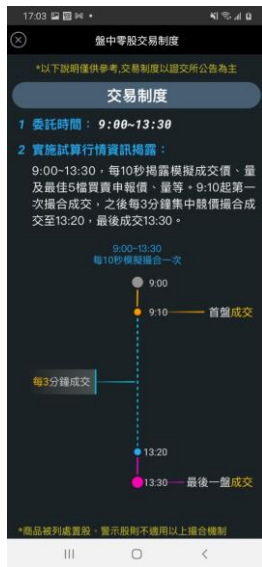 17:03
盤中零股交易制度
*以下說明僅供參考,交易制度以證交所公告為主
交易制度
1 委託時間：9:00~13:30
2 實施試算行情資訊揭露：
9:00~13:30，每10秒揭露模擬成交價、量
及最佳5檔買賣申報價、量等。9:10起第一
次撮合成交，之後每3分鐘集中競價撮合成
交至13:20，最後成交13:30。
9:00-13:30
每10秒模擬撮合一次
9:00
9:10 首盤成交
每3分鐘成交
13:20
13:30 最後一盤成交
*商品被列處置股、警示股則不適用以上撮合機制